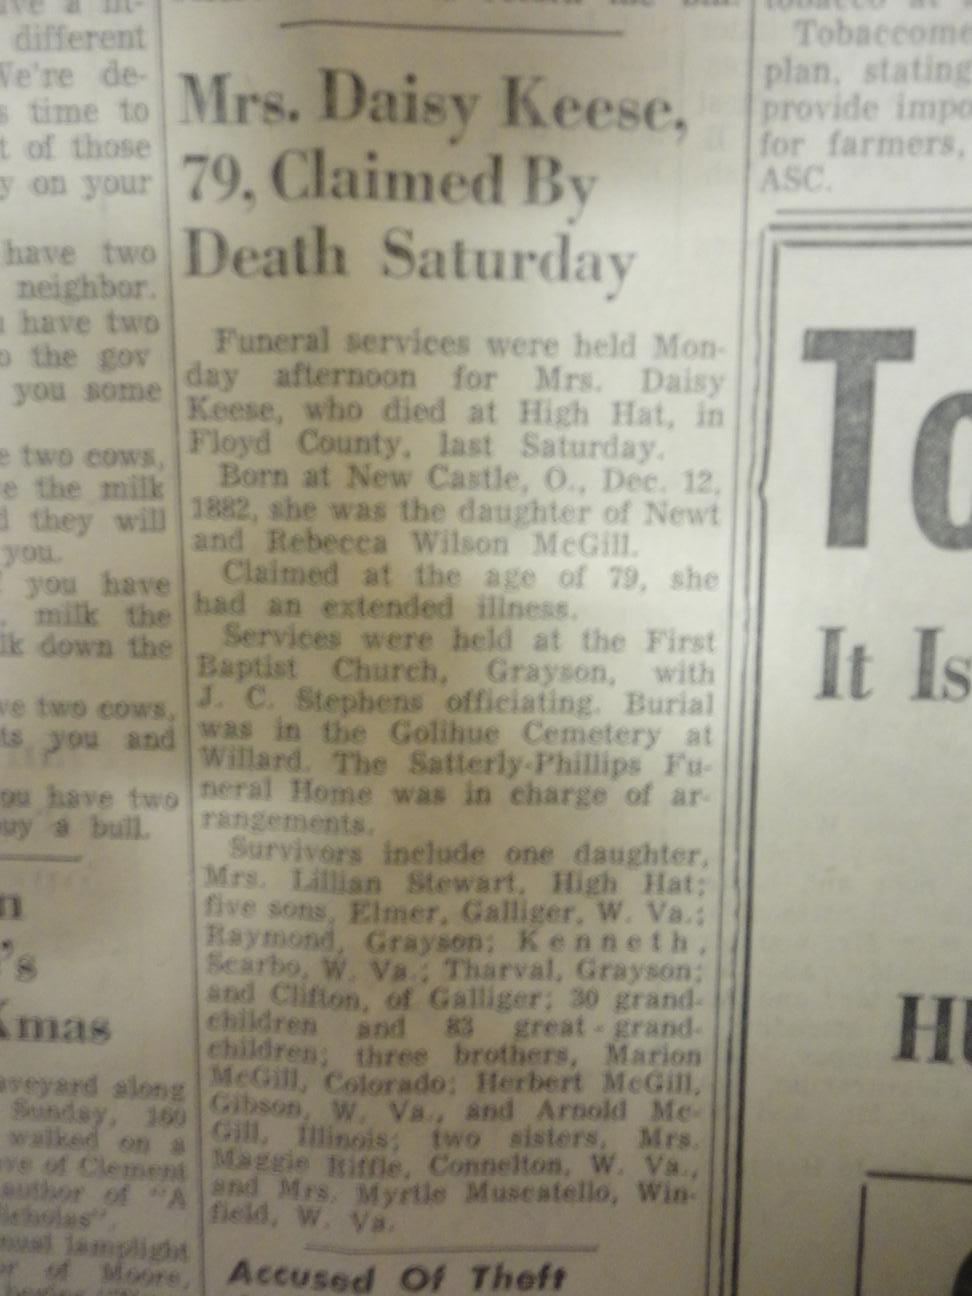 different
We're de-
time to
t of those
y on your
have two
neighbor.
have two
the gov
you some
two cows,
the milk
they will
you.
you have
milk the
lk down the
two cows,
you and
you have two
buy a bull.
n
's
Xmas
along
Sunday, 160
walked on a
of Clement
author of "A
lamplight
of Moore,
Mrs. Daisy Keese,
79, Claimed By
Death Saturday
Funeral services were held Mon-
day afternoon for Mrs. Daisy
Keese, who died at High Hat, in
Floyd County, last Saturday.
Born at New Castle, O., Dec. 12,
1882, she was the daughter of Newt
and Rebecca Wilson McGill.
Claimed at the age of 79, she
had an extended illness.
Services were held at the First
Baptist Church, Grayson, with
J. C. Stephens officiating. Burial
was in the Golihue Cemetery at
Willard. The Satterly-Phillips Fu-
neral Home was in charge of ar-
rangements.
Survivors include one daughter,
Mrs. Lillian Stewart, High Hat;
five sons, Elmer, Galliger, W. Va.;
Raymond, Grayson; Kenneth,
Scarbo, W. Va.; Tharval, Grayson;
and Clifton, of Galliger; 30 grand-
children and 83 great-grand-
children; three brothers, Marion
McGill, Colorado; Herbert McGill,
Gibson, W. Va., and Arnold Mc-
Gill, Illinois; two sisters, Mrs.
Maggie Riffle, Connelton, W. Va.,
and Mrs. Myrtle Muscatello, Win-
field, W. Va.
Accused Of Theft
Tobaccome
plan, stating
provide impo
for farmers,
ASC.
To
It Is
HU